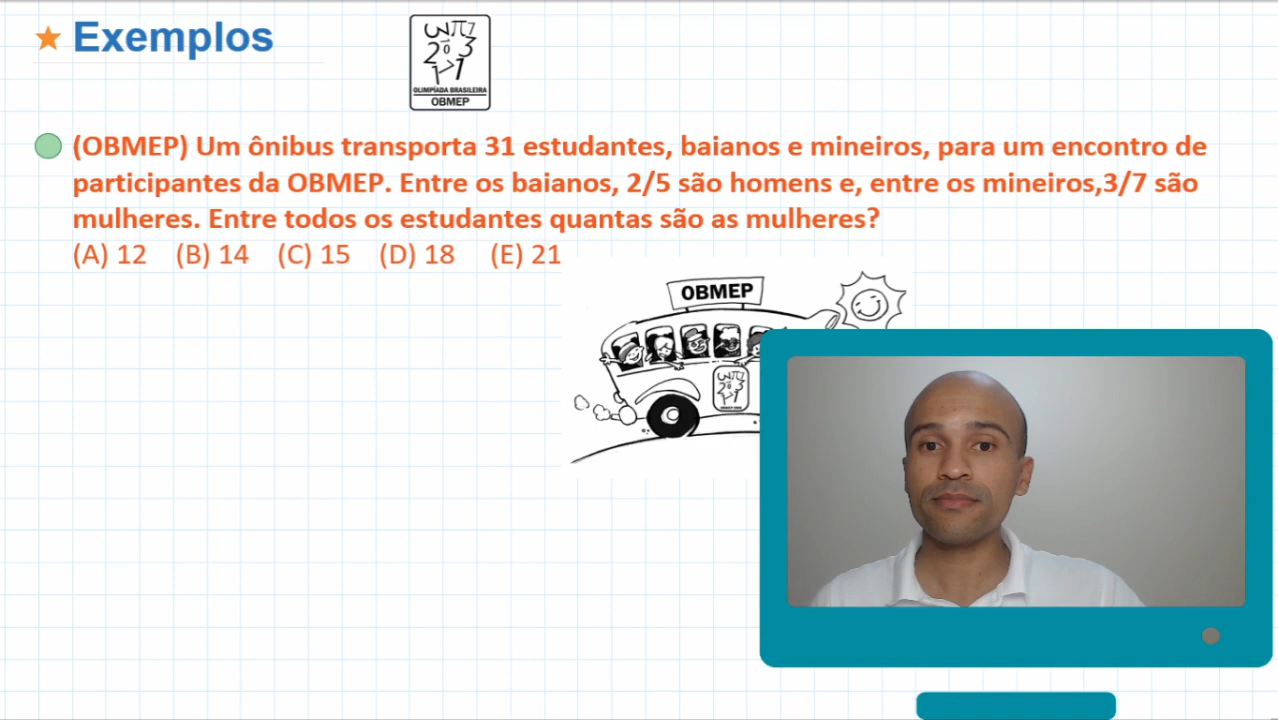 Exemplos
OLIMPÍADA BRASILEIRA
OBMEP
(OBMEP) Um ônibus transporta 31 estudantes, baianos e mineiros, para um encontro de
participantes da OBMEP. Entre os baianos, 2/5 são homens e, entre os mineiros,3/7 são
mulheres. Entre todos os estudantes quantas são as mulheres?
(A) 12 (B) 14 (C) 15 (D) 18 (E) 21
OBMEP